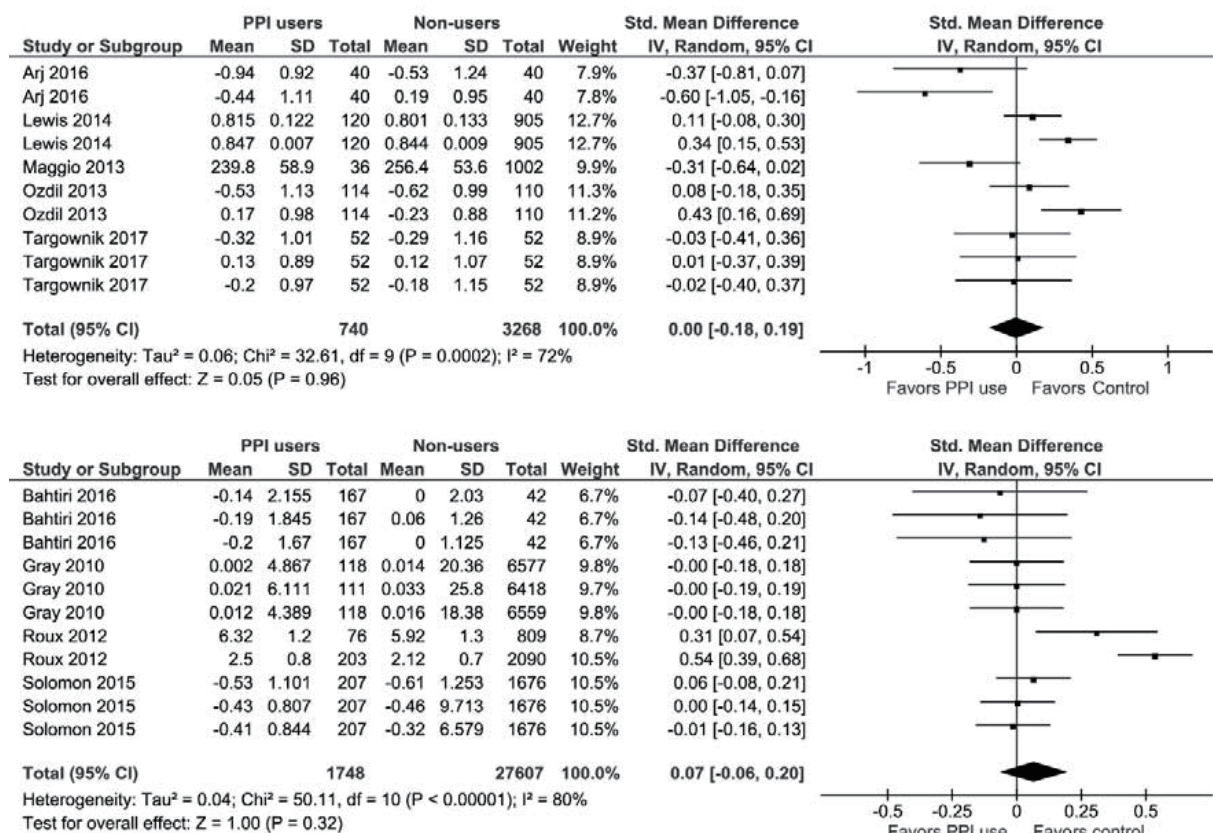 PPI users Non-users Std. Mean Difference Std. Mean Difference
Study or Subgroup Mean SD Total Mean SD Total Weight IV, Random, 95% CI IV, Random, 95% CI
Arj 2016 -0.94 0.92 40 -0.53 1.24 40 7.9% -0.37 [-0.81, 0.07]
Arj 2016 -0.44 1.11 40 0.19 0.95 40 7.8% -0.60 [-1.05, -0.16]
Lewis 2014 0.815 0.122 120 0.801 0.133 905 12.7% 0.11 [-0.08, 0.30]
Lewis 2014 0.847 0.007 120 0.844 0.009 905 12.7% 0.34 [0.15, 0.53]
Maggio 2013 239.8 58.9 36 256.4 53.6 1002 9.9% -0.31 [-0.64, 0.02]
Ozdil 2013 -0.53 1.13 114 -0.62 0.99 110 11.3% 0.08 [-0.18, 0.35]
Ozdil 2013 0.17 0.98 114 -0.23 0.88 110 11.2% 0.43 [0.16, 0.69]
Targownik 2017 -0.32 1.01 52 -0.29 1.16 52 8.9% -0.03 [-0.41, 0.36]
Targownik 2017 0.13 0.89 52 0.12 1.07 52 8.9% 0.01 [-0.37, 0.39]
Targownik 2017 -0.2 0.97 52 -0.18 1.15 52 8.9% -0.02 [-0.40, 0.37]
Total (95% CI) 740 3268 100.0% 0.00 [-0.18, 0.19]
Heterogeneity: Tau² = 0.06; Chi² = 32.61, df = 9 (P = 0.0002); I² = 72%
Test for overall effect: Z = 0.05 (P = 0.96)
-1 -0.5 0 0.5 1
Favors PPI use Favors Control
PPI users Non-users Std. Mean Difference Std. Mean Difference
Study or Subgroup Mean SD Total Mean SD Total Weight IV, Random, 95% CI IV, Random, 95% CI
Bahtiri 2016 -0.14 2.155 167 0 2.03 42 6.7% -0.07 [-0.40, 0.27]
Bahtiri 2016 -0.19 1.845 167 0.06 1.26 42 6.7% -0.14 [-0.48, 0.20]
Bahtiri 2016 -0.2 1.67 167 0 1.125 42 6.7% -0.13 [-0.46, 0.21]
Gray 2010 0.002 4.867 118 0.014 20.36 6577 9.8% -0.00 [-0.18, 0.18]
Gray 2010 0.021 6.111 111 0.033 25.8 6418 9.7% -0.00 [-0.19, 0.19]
Gray 2010 0.012 4.389 118 0.016 18.38 6559 9.8% -0.00 [-0.18, 0.18]
Roux 2012 6.32 1.2 76 5.92 1.3 809 8.7% 0.31 [0.07, 0.54]
Roux 2012 2.5 0.8 203 2.12 0.7 2090 10.5% 0.54 [0.39, 0.68]
Solomon 2015 -0.53 1.101 207 -0.61 1.253 1676 10.5% 0.06 [-0.08, 0.21]
Solomon 2015 -0.43 0.807 207 -0.46 9.713 1676 10.5% 0.00 [-0.14, 0.15]
Solomon 2015 -0.41 0.844 207 -0.32 6.579 1676 10.5% -0.01 [-0.16, 0.13]
Total (95% CI) 1748 27607 100.0% 0.07 [-0.06, 0.20]
Heterogeneity: Tau² = 0.04; Chi² = 50.11, df = 10 (P < 0.00001); I² = 80%
Test for overall effect: Z = 1.00 (P = 0.32)
-0.5 -0.25 0 0.25 0.5
Favors PPI use Favors control